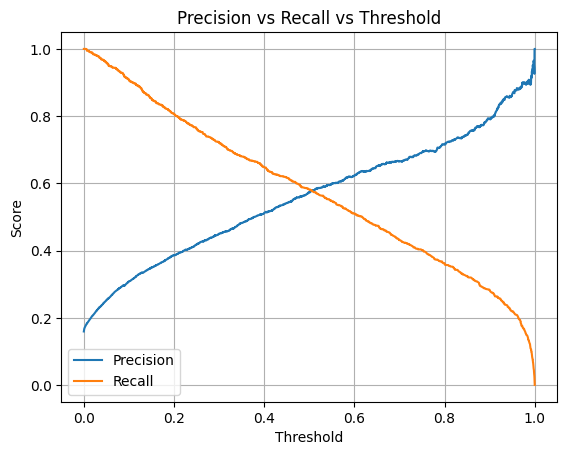 Precision vs Recall vs Threshold
Score
1.0
0.8
0.6
0.4
0.2
0.0
Precision
Recall
0.0 0.2 0.4 0.6 0.8 1.0
Threshold